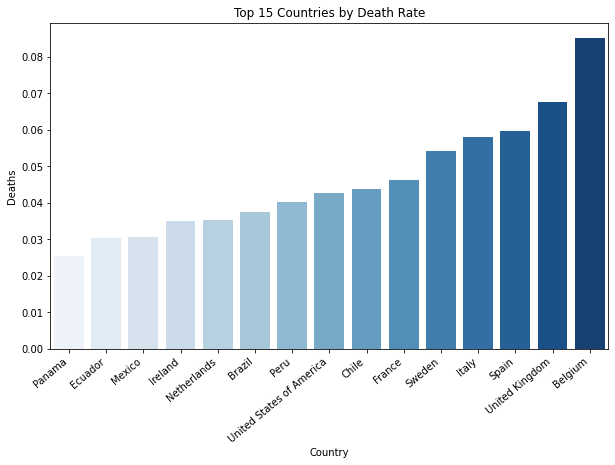 Top 15 Countries by Death Rate
Deaths
0.08
0.07
0.06
0.05
0.04
0.03
0.02
0.01
0.00
Panama
Ecuador
Mexico
Ireland
Netherlands
Brazil
Peru
United States of America
Chile
France
Sweden
Italy
Spain
United Kingdom
Belgium
Country